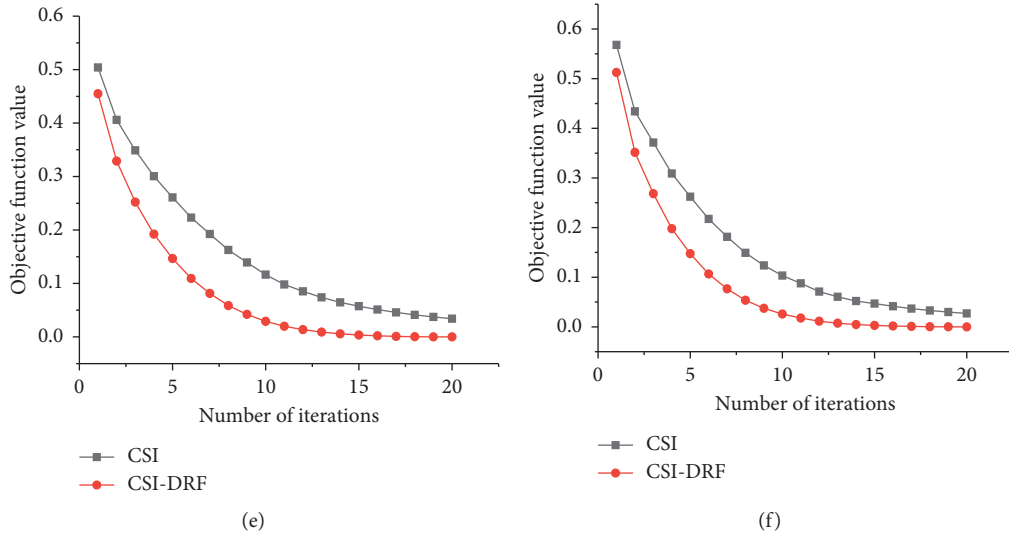 0.6
0.5
0.4
0.3
0.2
0.1
0.0
Objective function value
0
5
10
15
20
Number of iterations
CSI
CSI-DRF
(e)
0.6
0.5
0.4
0.3
0.2
0.1
0.0
Objective function value
0
5
10
15
20
Number of iterations
CSI
CSI-DRF
(f)